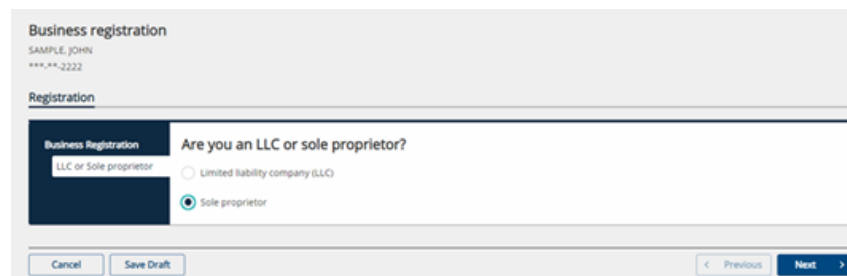 Business registration
SAMPLE, JOHN
***-**-2222
Registration
Business Registration
LLC or Sole proprietor
Are you an LLC or sole proprietor?
Limited liability company (LLC)
Sole proprietor
Cancel Save Draft < Previous Next >